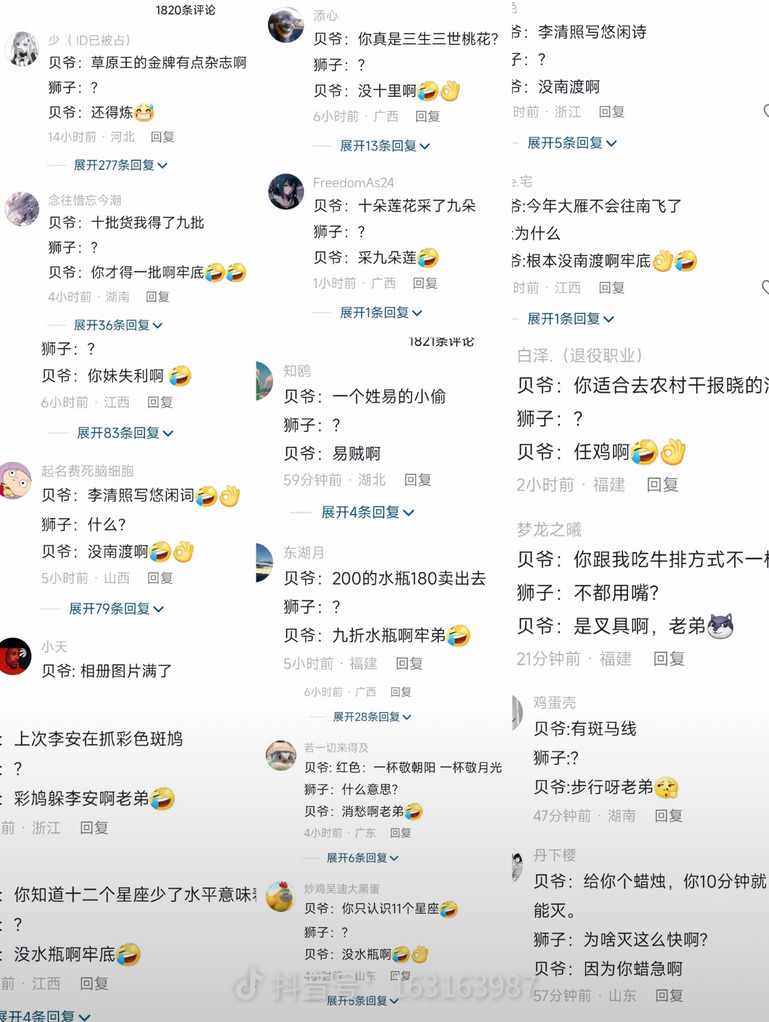 1820条评论
少（ID已被占）
贝爷：草原王的金牌有点杂志啊
狮子：？
贝爷：还得炼😅
14小时前 · 河北 回复
展开277条回复
念往惜忘今潮
贝爷：十批货我得了九批
狮子：？
贝爷：你才得一批啊牢底🤣🤣
4小时前 · 湖南 回复
展开36条回复
狮子：？
贝爷：你妹失利啊🤣
6小时前 · 江西 回复
展开83条回复
起名费死脑细胞
贝爷：李清照写悠闲词🤣👌
狮子：什么？
贝爷：没南渡啊🤣👌
5小时前 · 山西 回复
展开79条回复
小天
贝爷: 相册图片满了
：上次李安在抓彩色斑鸠
：？
：彩鸠躲李安啊老弟🤣
前 · 浙江 回复
：你知道十二个星座少了水平意味
：？
：没水瓶啊牢底🤣
前 · 江西 回复
展开4条回复
添心
贝爷：你真是三生三世桃花？
狮子：？
贝爷：没十里啊🤣👌
6小时前 · 广西 回复
展开13条回复
FreedomAs24
贝爷：十朵莲花采了九朵
狮子：？
贝爷：采九朵莲🤣
1小时前 · 广西 回复
展开1条回复
1821条评论
知鸥
贝爷：一个姓易的小偷
狮子：？
贝爷：易贼啊
59分钟前 · 湖北 回复
展开4条回复
东湖月
贝爷：200的水瓶180卖出去
狮子：？
贝爷：九折水瓶啊牢弟🤣
5小时前 · 福建 回复
6小时前 · 广西 回复
展开28条回复
若一切来得及
贝爷: 红色：一杯敬朝阳 一杯敬月光
狮子：什么意思？
贝爷：消愁啊老弟🤣
4小时前 · 广东 回复
展开6条回复
炒鸡吴迪大黑蛋
贝爷：你只认识11个星座🤣
狮子：？
贝爷：没水瓶啊🤣👌
山东 回复
展开5条回复
爷：李清照写悠闲诗
子：？
爷：没南渡啊
时前 · 浙江 回复
展开5条回复
e.宅
爷:今年大雁不会往南飞了
:为什么
爷:根本没南渡啊牢底👌🤣
时前 · 江西 回复
展开1条回复
白泽.（退役职业）
贝爷：你适合去农村干报晓的
狮子：？
贝爷：任鸡啊🤣👌
2小时前 · 福建 回复
梦龙之曦
贝爷：你跟我吃牛排方式不一
狮子：不都用嘴？
贝爷：是叉具啊，老弟
21分钟前 · 福建 回复
鸡蛋壳
贝爷:有斑马线
狮子:？
贝爷:步行呀老弟🤫
47分钟前 · 湖南 回复
丹下樱
贝爷：给你个蜡烛，你10分钟就
能灭。
狮子：为啥灭这么快啊？
贝爷：因为你蜡急啊
57分钟前 · 山东 回复
抖音号：163163987